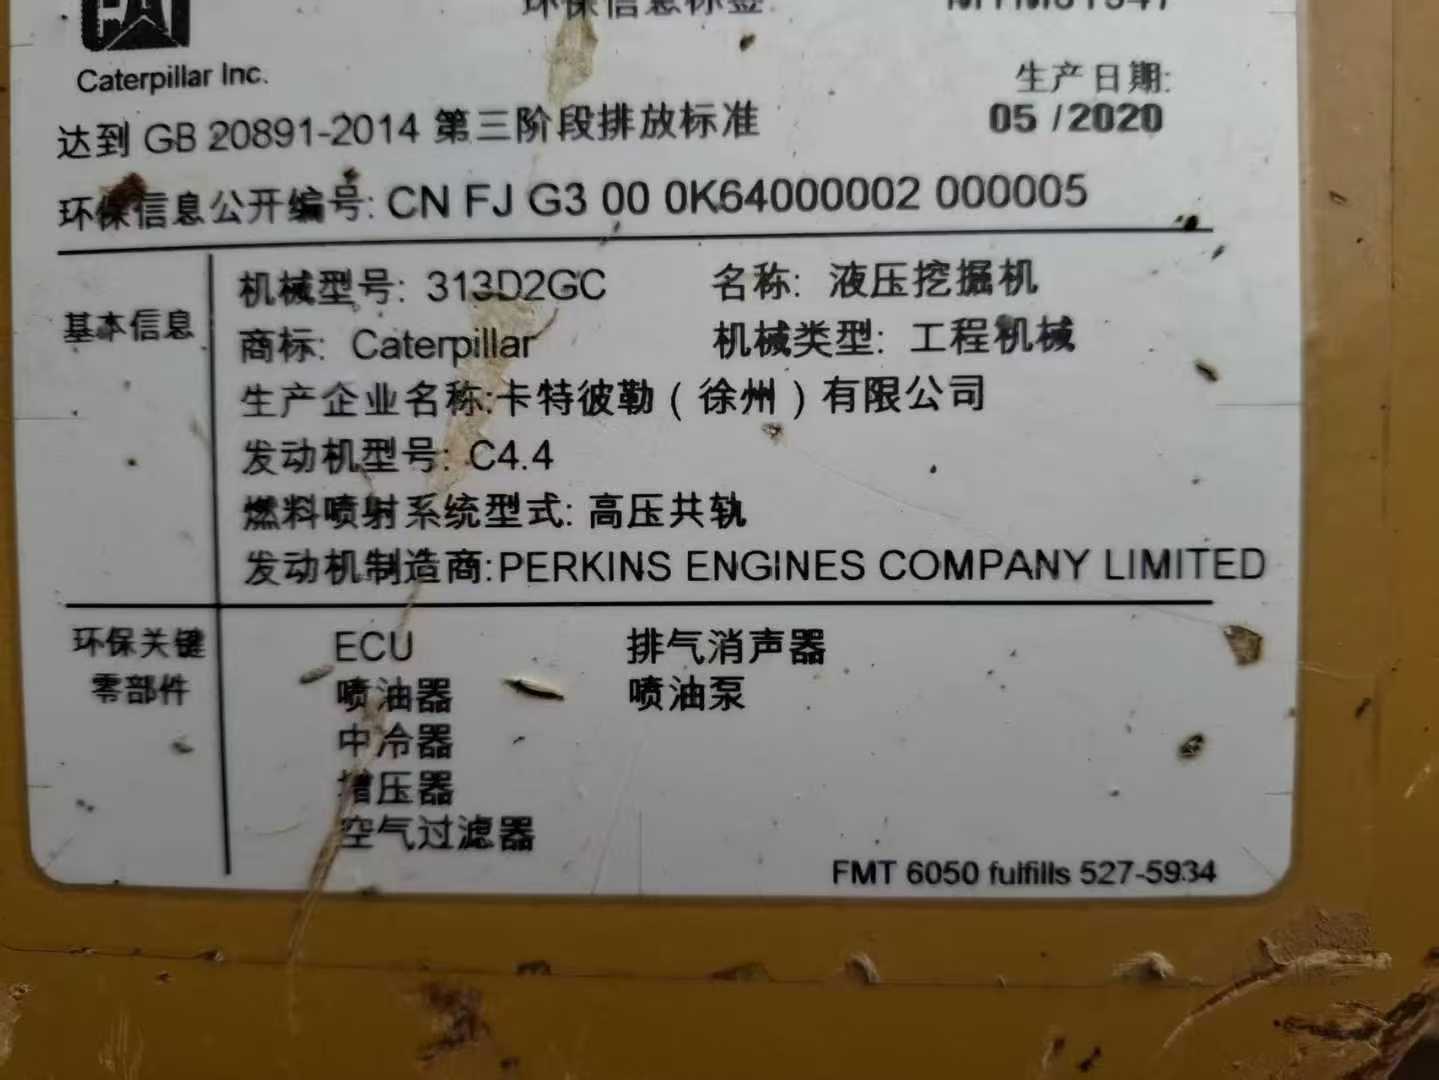 环保信息标签
Caterpillar Inc.
生产日期:
05 /2020
达到 GB 20891-2014 第三阶段排放标准
环保信息公开编号: CN FJ G3 00 0K64000002 000005
基本信息
机械型号: 313D2GC 名称: 液压挖掘机
商标: Caterpillar 机械类型: 工程机械
生产企业名称:卡特彼勒（徐州）有限公司
发动机型号: C4.4
燃料喷射系统型式: 高压共轨
发动机制造商:PERKINS ENGINES COMPANY LIMITED
环保关键
零部件
ECU 排气消声器
喷油器 喷油泵
中冷器
增压器
空气过滤器
FMT 6050 fulfills 527-5934